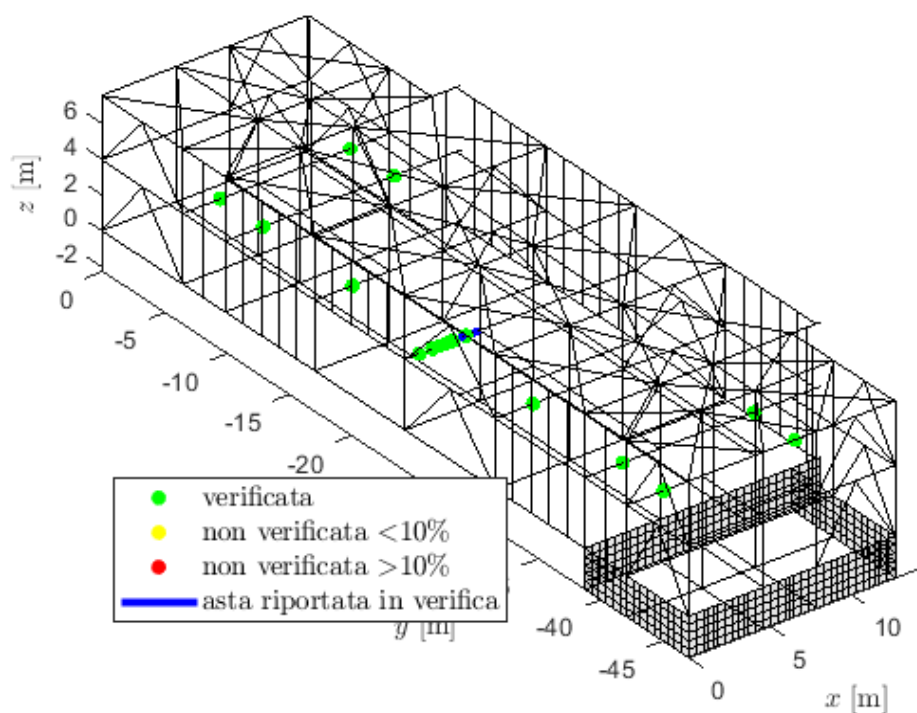 6
4
2
0
-2
z [m]
0
-5
-10
-15
-20
verificata
non verificata <10%
non verificata >10%
asta riportata in verifica
y [m]
-40
-45
0
5
10
x [m]